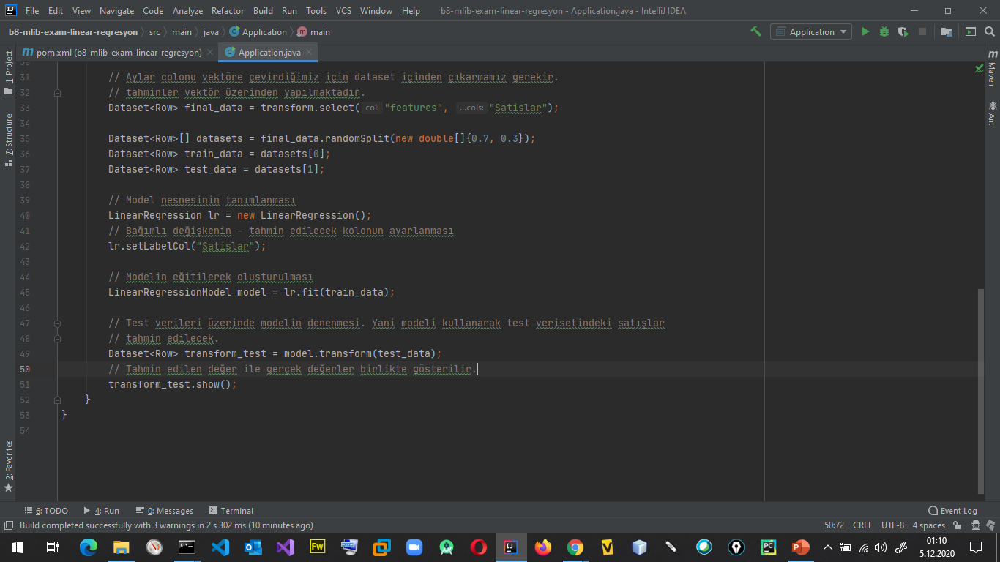 File Edit View Navigate Code Analyze Refactor Build Run Tools VCS Window Help b8-mlib-exam-linear-regresyon - Application.java - IntelliJ IDEA
b8-mlib-exam-linear-regresyon src main java Application main Application
pom.xml (b8-mlib-exam-linear-regresyon) Application.java
1: Project
7: Structure
2: Favorites
Maven
Ant
31 // Aylar colonu vektöre çevirdiğimiz için dataset içinden çıkarmamız gerekir.
32 // tahminler vektör üzerinden yapılmaktadır.
33 Dataset<Row> final_data = transform.select( col: "features", ...cols: "Satislar");
34
35 Dataset<Row>[] datasets = final_data.randomSplit(new double[]{0.7, 0.3});
36 Dataset<Row> train_data = datasets[0];
37 Dataset<Row> test_data = datasets[1];
38
39 // Model nesnesinin tanımlanması
40 LinearRegression lr = new LinearRegression();
41 // Bağımlı değişkenin - tahmin edilecek kolonun ayarlanması
42 lr.setLabelCol("Satislar");
43
44 // Modelin eğitilerek oluşturulması
45 LinearRegressionModel model = lr.fit(train_data);
46
47 // Test verileri üzerinde modelin denenmesi. Yani modeli kullanarak test verisetindeki satışlar
48 // tahmin edilecek.
49 Dataset<Row> transform_test = model.transform(test_data);
50 // Tahmin edilen değer ile gerçek değerler birlikte gösterilir.
51 transform_test.show();
52 }
53 }
54
6: TODO 4: Run 0: Messages Terminal Event Log
Build completed successfully with 3 warnings in 2 s 302 ms (10 minutes ago) 50:72 CRLF UTF-8 4 spaces
01:10
5.12.2020